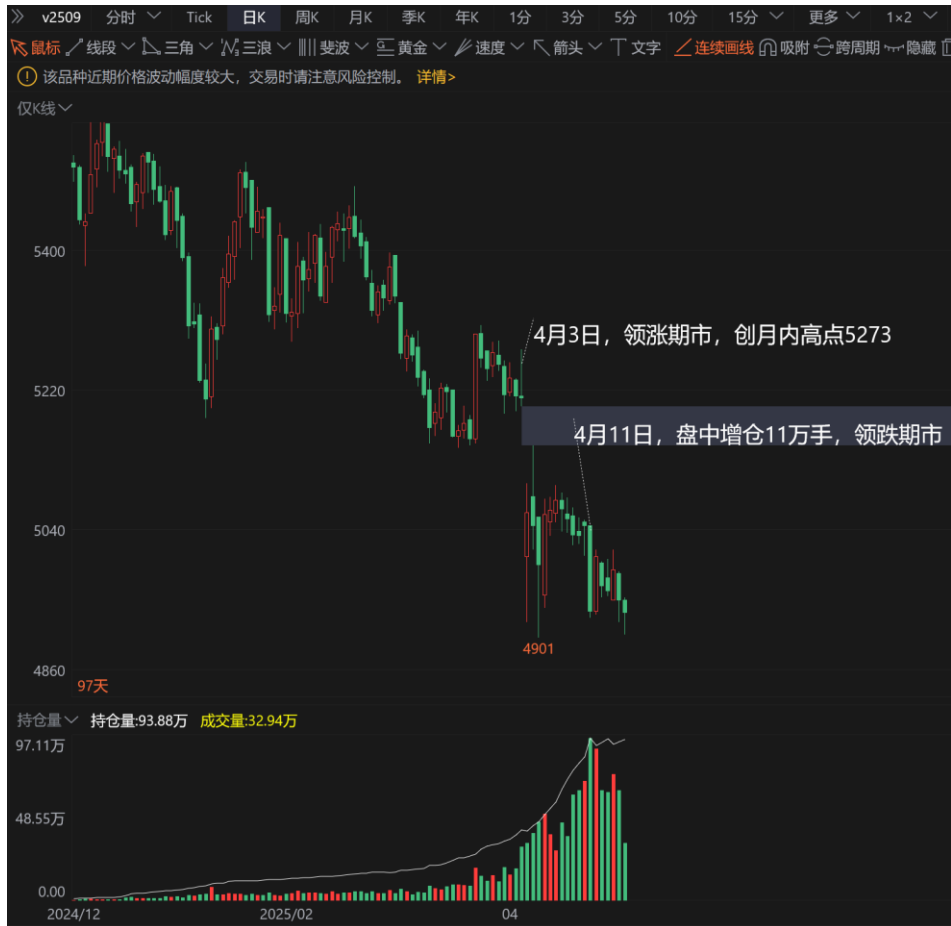 v2509 分时 Tick 日K 周K 月K 季K 年K 1分 3分 5分 10分 15分 更多 1×2
鼠标 线段 三角 三浪 斐波 黄金 速度 箭头 文字 连续画线 吸附 跨周期 隐藏
该品种近期价格波动幅度较大，交易时请注意风险控制。 详情>
仅K线
5400
4月3日，领涨期市，创月内高点5273
5220
4月11日，盘中增仓11万手，领跌期市
5040
4901
4860
97天
持仓量 持仓量:93.88万 成交量:32.94万
97.11万
48.55万
0.00
2024/12 2025/02 04